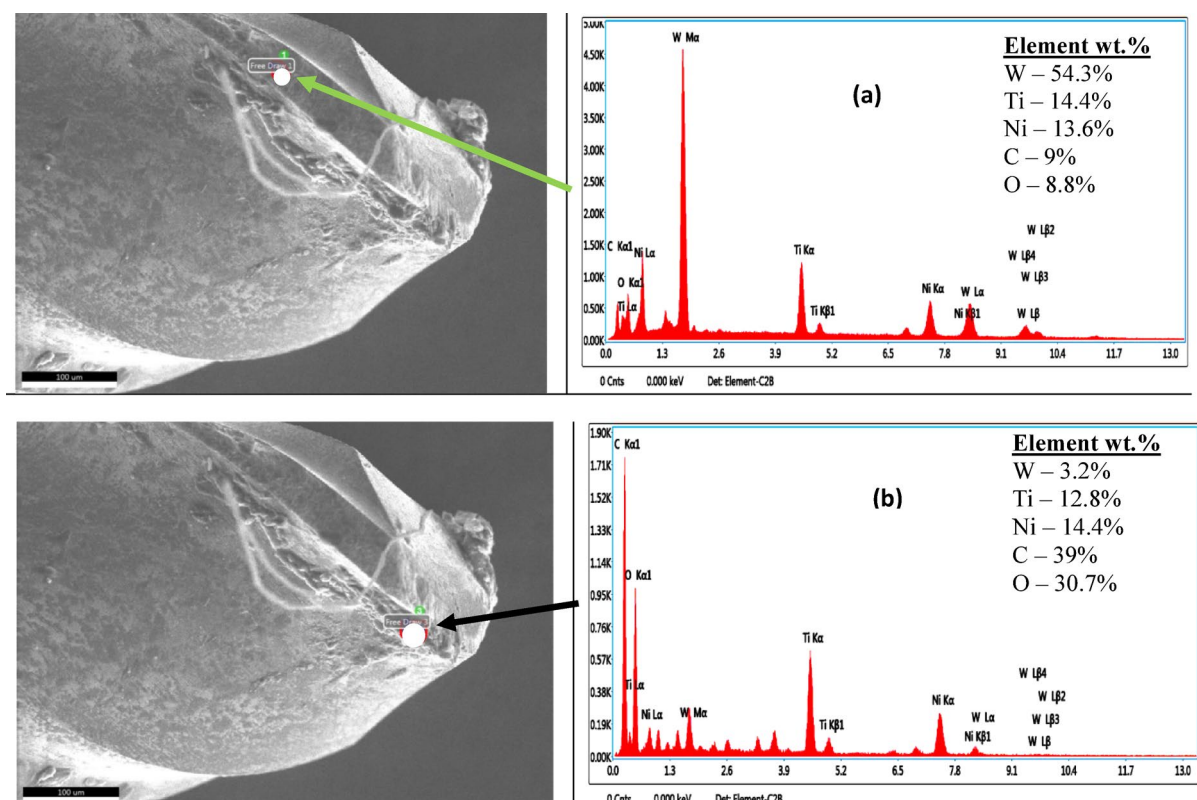 1
Free Draw 1
100 um
5.00K
4.50K
4.00K
3.50K
3.00K
2.50K
2.00K
1.50K
1.00K
0.50K
0.00K
W Mα
(a)
Element wt.%
W – 54.3%
Ti – 14.4%
Ni – 13.6%
C – 9%
O – 8.8%
C Kα1
Ni Lα
O Kα1
Ti Lα
Ti Kα
Ti Kβ1
Ni Kα
W Lα
Ni Kβ1
W Lβ2
W Lβ4
W Lβ3
W Lβ
0.0 1.3 2.6 3.9 5.2 6.5 7.8 9.1 10.4 11.7 13.0
0 Cnts 0.000 keV Det: Element-C2B
Free Draw 3
100 um
1.90K
1.71K
1.52K
1.33K
1.14K
0.95K
0.76K
0.57K
0.38K
0.19K
0.00K
C Kα1
(b)
Element wt.%
W – 3.2%
Ti – 12.8%
Ni – 14.4%
C – 39%
O – 30.7%
O Kα1
Ti Lα
Ni Lα
W Mα
Ti Kα
Ti Kβ1
Ni Kα
W Lα
Ni Kβ1
W Lβ4
W Lβ2
W Lβ3
W Lβ
0.0 1.3 2.6 3.9 5.2 6.5 7.8 9.1 10.4 11.7 13.0
0 Cnts 0.000 keV Det: Element-C2B